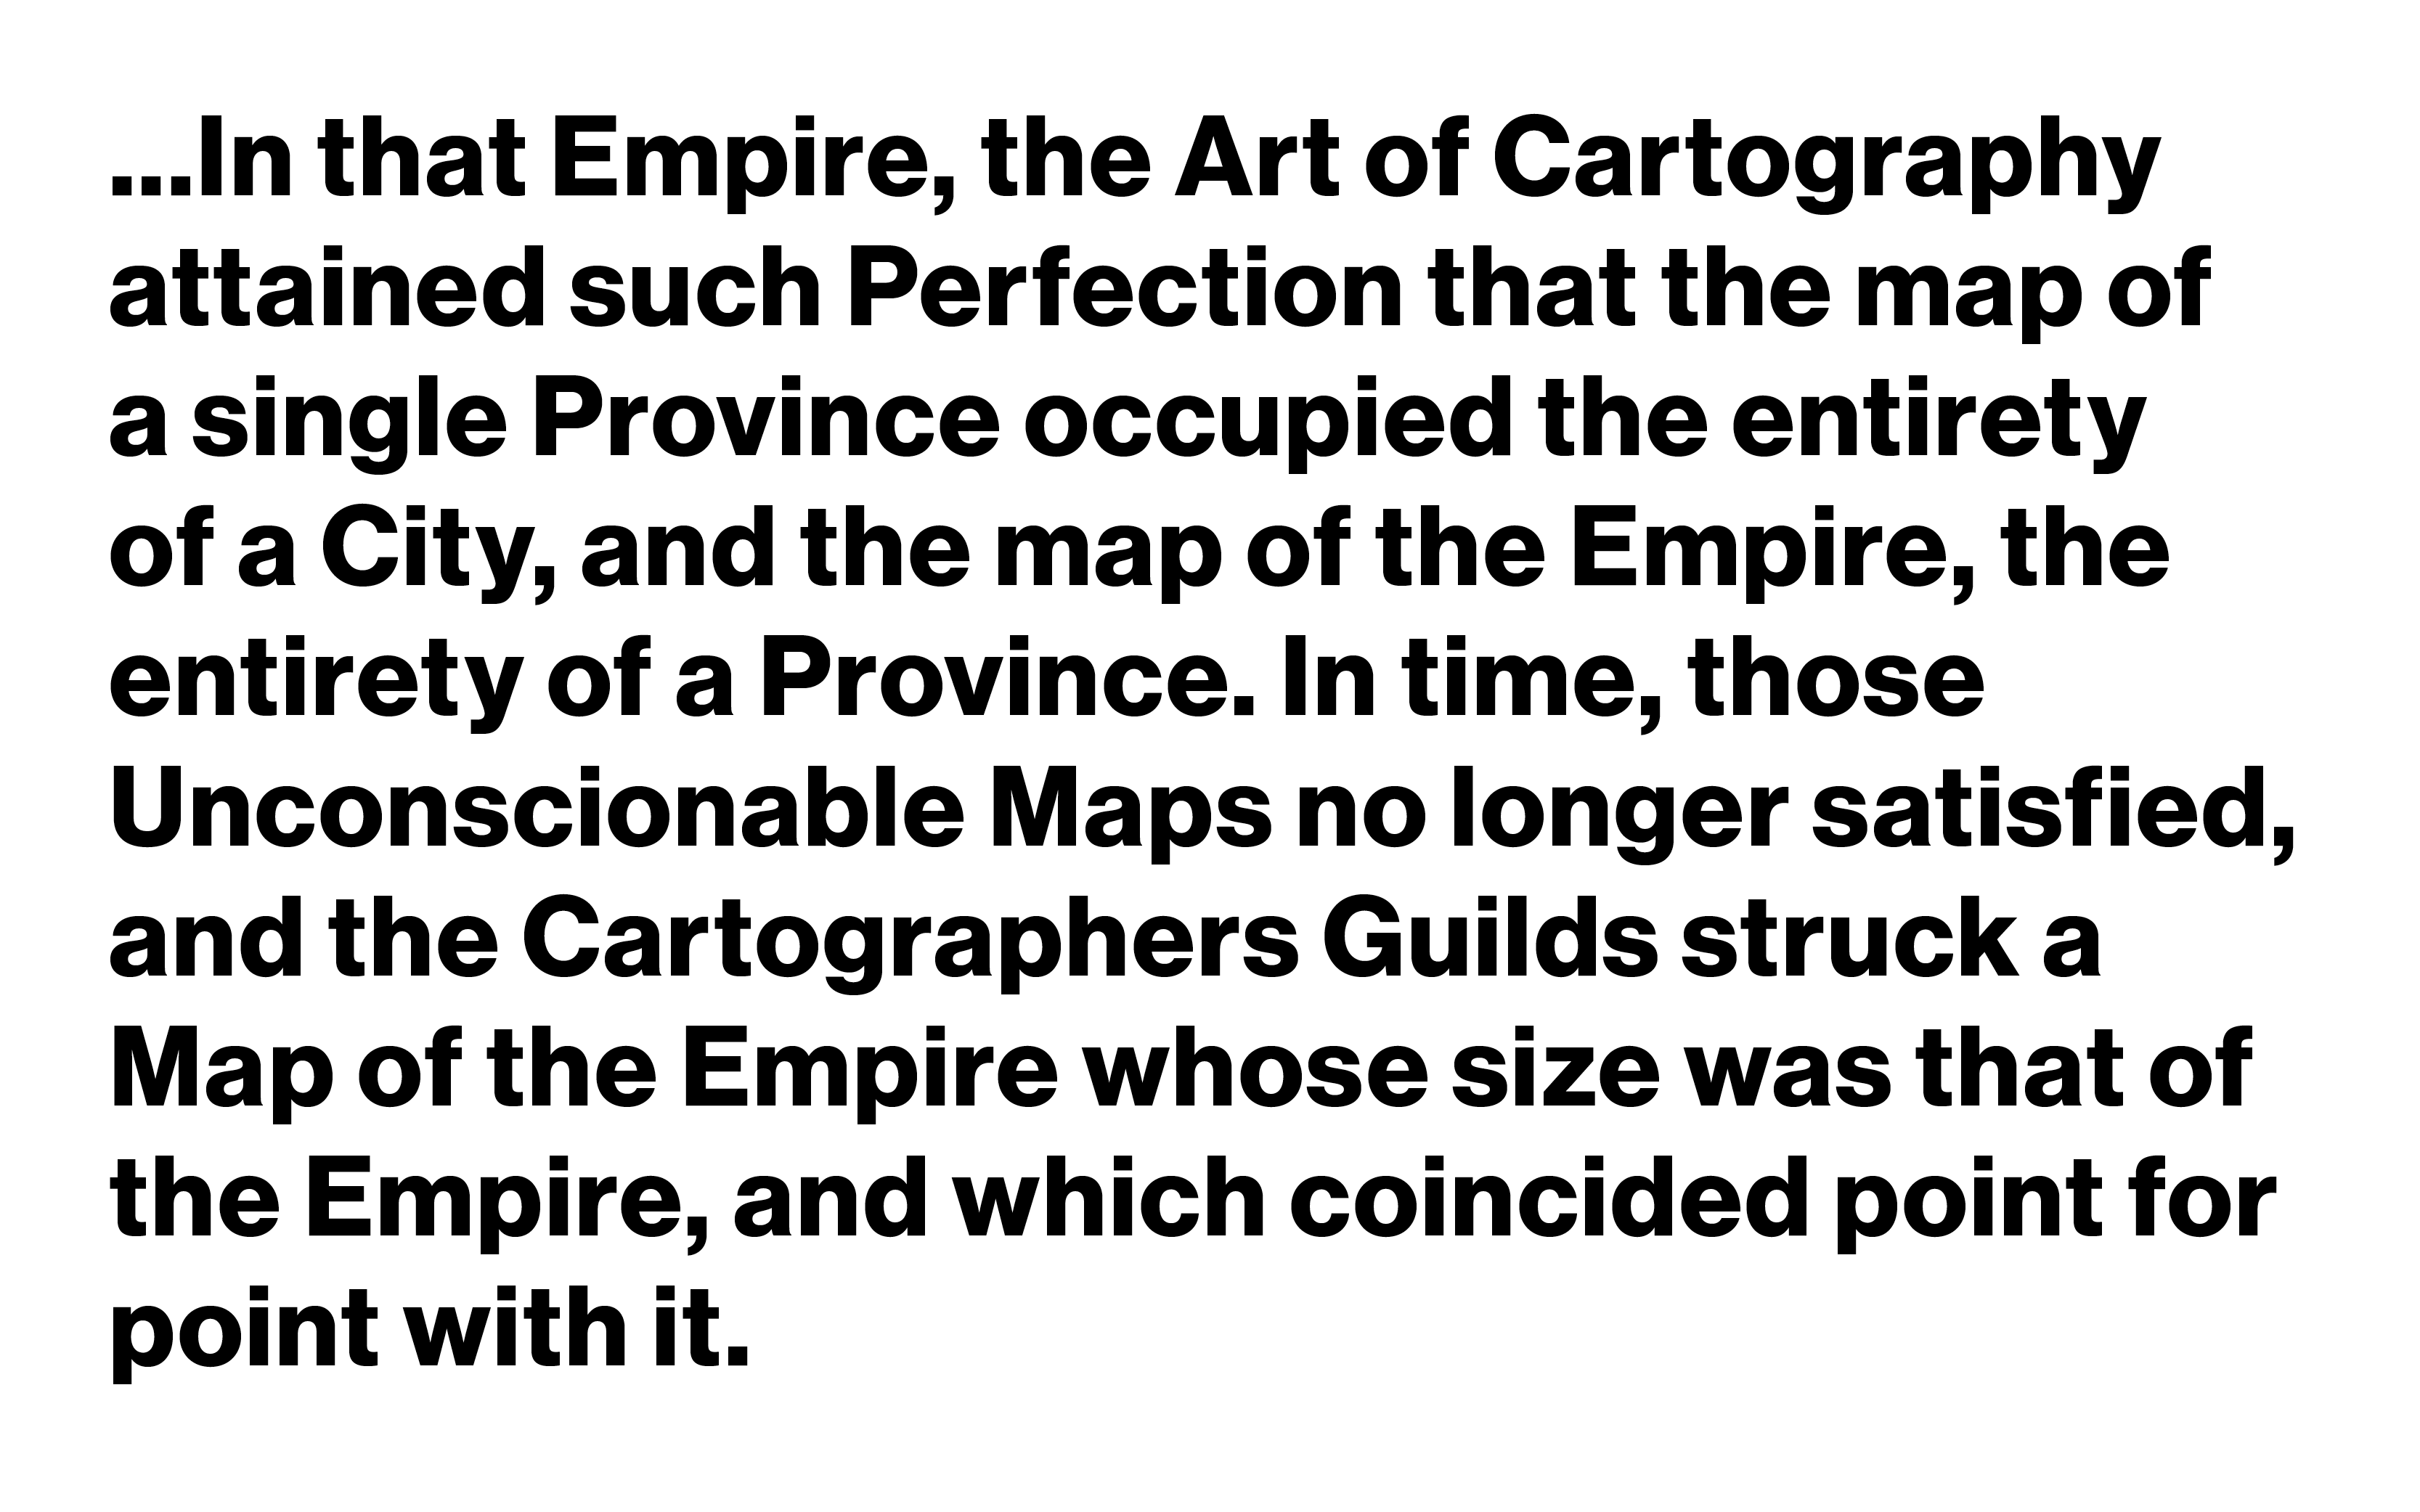 ...In that Empire, the Art of Cartography
attained such Perfection that the map of
a single Province occupied the entirety
of a City, and the map of the Empire, the
entirety of a Province. In time, those
Unconscionable Maps no longer satisfied,
and the Cartographers Guilds struck a
Map of the Empire whose size was that of
the Empire, and which coincided point for
point with it.